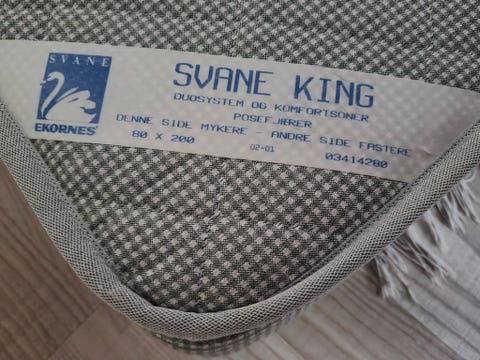 SVANE
EKORNES
SVANE KING
DUOSYSTEM OG KOMFORTSONER
POSEFJÆRER
DENNE SIDE MYKERE - ANDRE SIDE FASTERE
80 X 200
02-01
03414280